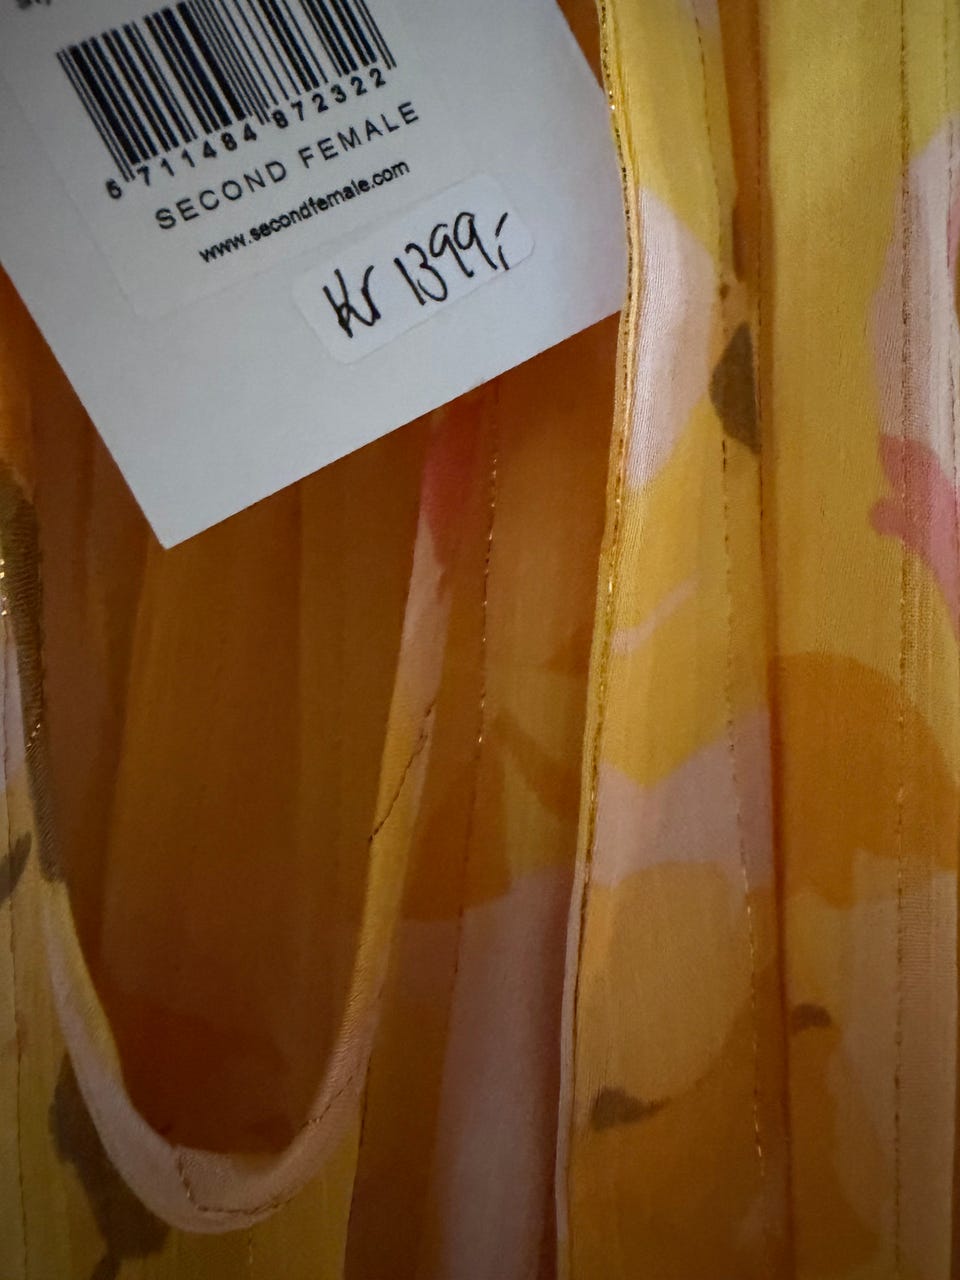 6 711484 872322
SECOND FEMALE
www.secondfemale.com
Kr 1399,-